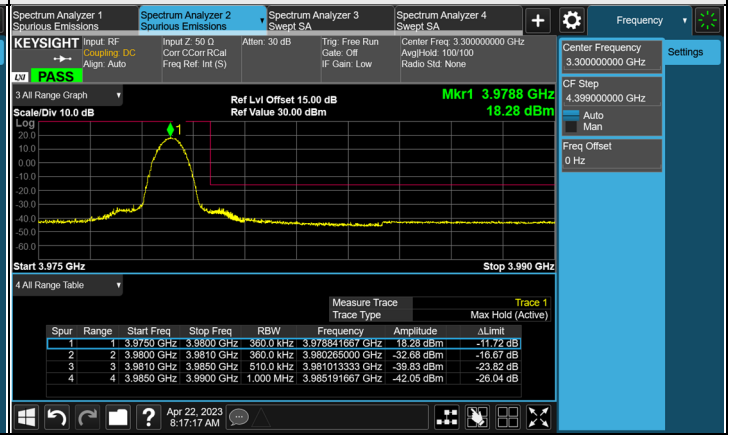 Spectrum Analyzer 1
Spurious Emissions
Spectrum Analyzer 2
Spurious Emissions
Spectrum Analyzer 3
Swept SA
Spectrum Analyzer 4
Swept SA
+
Frequency
KEYSIGHT
Input: RF
Coupling: DC
Align: Auto
Input Z: 50 Ω
Corr CCorr RCal
Freq Ref: Int (S)
Atten: 30 dB
Trig: Free Run
Gate: Off
IF Gain: Low
Center Freq: 3.300000000 GHz
Avg|Hold: 100/100
Radio Std: None
LXI
PASS
3 All Range Graph
Scale/Div 10.0 dB
Ref Lvl Offset 15.00 dB
Ref Value 30.00 dBm
Mkr1 3.9788 GHz
18.28 dBm
Log
20.0
10.0
0.00
-10.0
-20.0
-30.0
-40.0
-50.0
-60.0
1
Start 3.975 GHz
Stop 3.990 GHz
4 All Range Table
Measure Trace Trace 1
Trace Type Max Hold (Active)
Spur Range Start Freq Stop Freq RBW Frequency Amplitude ΔLimit
1 1 3.9750 GHz 3.9800 GHz 360.0 kHz 3.978841667 GHz 18.28 dBm -11.72 dB
2 2 3.9800 GHz 3.9810 GHz 360.0 kHz 3.980265000 GHz -32.68 dBm -16.67 dB
3 3 3.9810 GHz 3.9850 GHz 510.0 kHz 3.981013333 GHz -39.83 dBm -23.82 dB
4 4 3.9850 GHz 3.9900 GHz 1.000 MHz 3.985191667 GHz -42.05 dBm -26.04 dB
?
Apr 22, 2023
8:17:17 AM
Center Frequency
3.300000000 GHz
CF Step
4.399000000 GHz
Auto
Man
Freq Offset
0 Hz
Settings